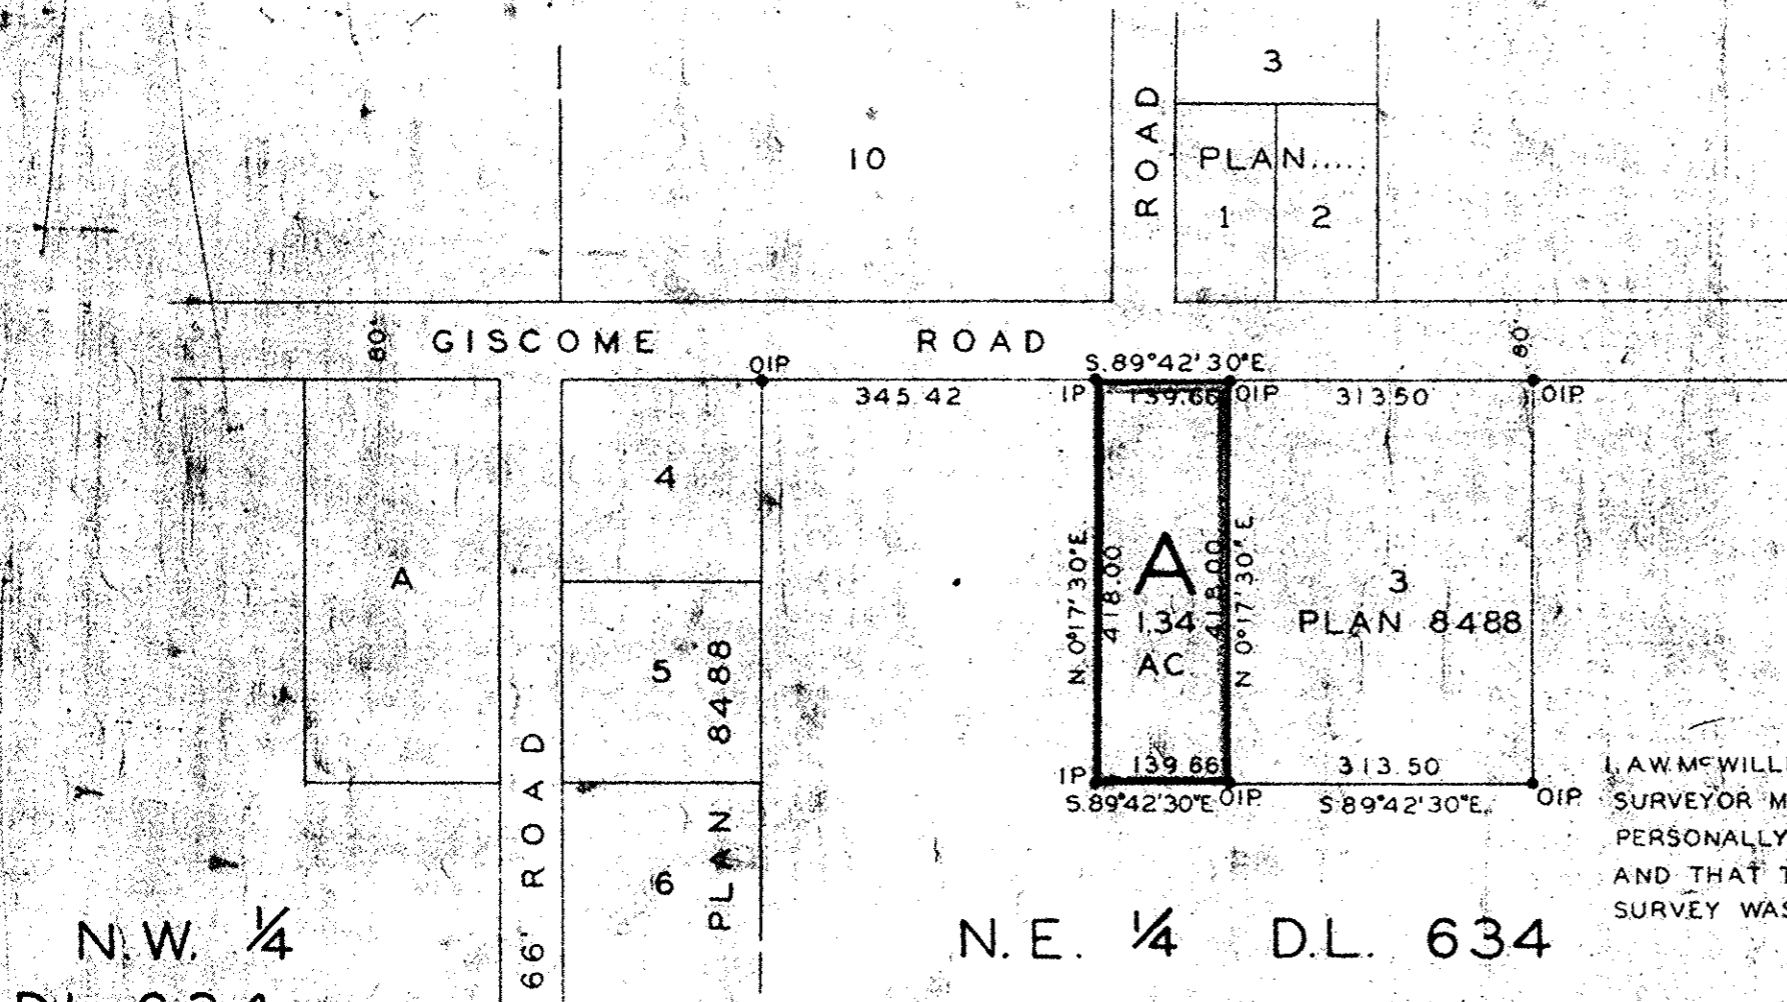 3
ROAD
PLAN.....
10
1
2
80'
GISCOME ROAD
80'
OIP
S.89°42'30"E
345.42
IP
139.66
OIP
313.50
OIP
4
A
5
PLAN 8488
6
66' ROAD
N 0°17'30"E
418.00
A
1.34
AC
418.00
N 0°17'30"E
3
PLAN 8488
IP
139.66
S.89°42'30"E
OIP
313.50
S89°42'30"E.
OIP
I, A.W. McWILLI
SURVEYOR M
PERSONALLY
AND THAT T
SURVEY WAS
N.W. 1/4
N.E. 1/4 D.L. 634